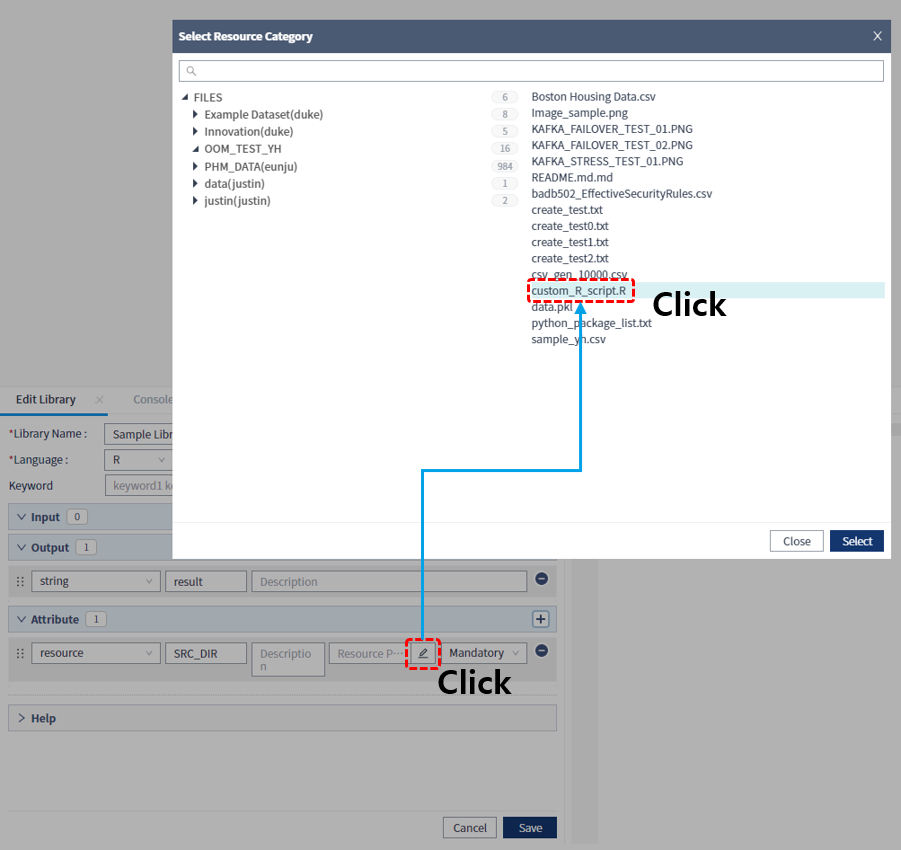 Select Resource Category
X
FILES
Example Dataset(duke) 6
Innovation(duke) 8
OOM_TEST_YH 5
PHM_DATA(eunju) 16
data(justin) 984
justin(justin) 1
2
Boston Housing Data.csv
Image_sample.png
KAFKA_FAILOVER_TEST_01.PNG
KAFKA_FAILOVER_TEST_02.PNG
KAFKA_STRESS_TEST_01.PNG
README.md.md
badb502_EffectiveSecurityRules.csv
create_test.txt
create_test0.txt
create_test1.txt
create_test2.txt
csv_gen_10000.csv
custom_R_script.R
Click
data.pkl
python_package_list.txt
sample_yh.csv
Close Select
Edit Library Console
*Library Name : Sample Libr
*Language : R
Keyword keyword1 ke
Input 0
Output 1
string result Description
Attribute 1
resource SRC_DIR Descriptio
n
Resource P··· Mandatory
Click
Help
Cancel Save